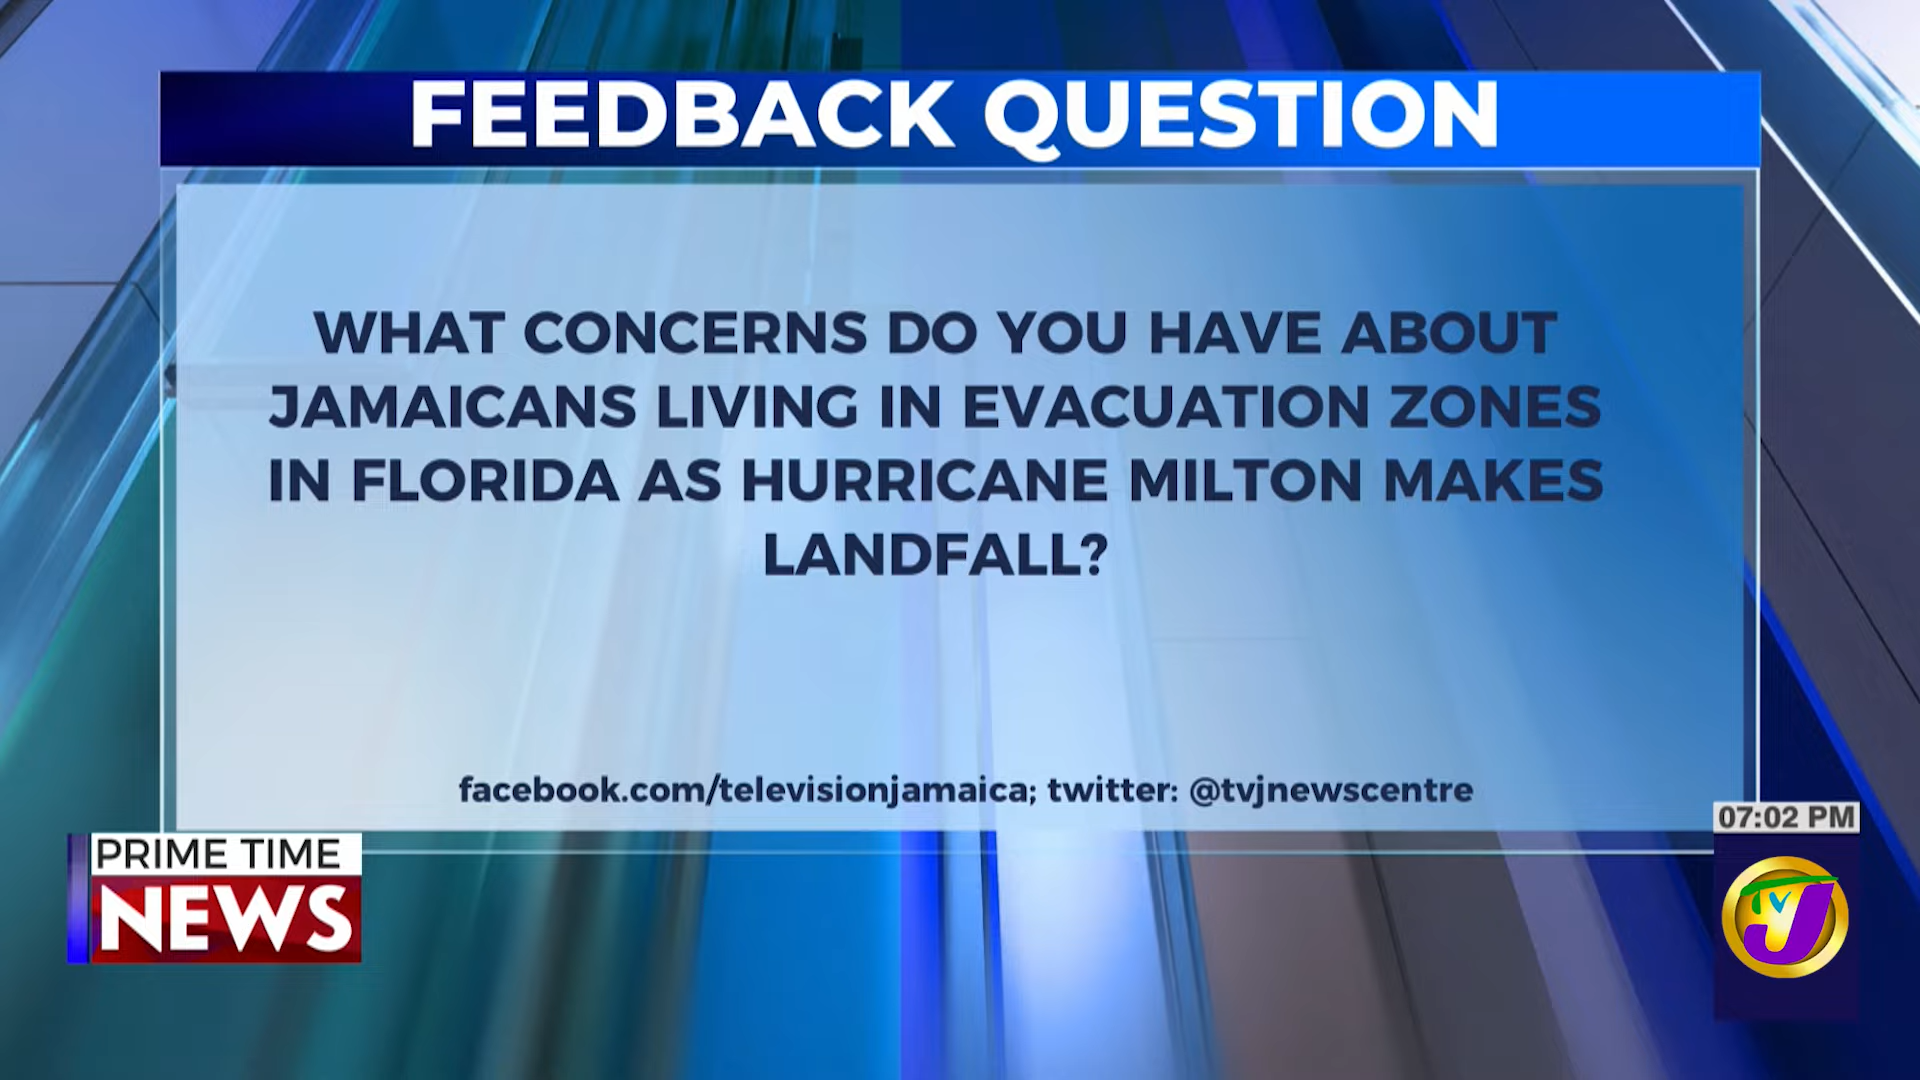 FEEDBACK QUESTION
WHAT CONCERNS DO YOU HAVE ABOUT
JAMAICANS LIVING IN EVACUATION ZONES
IN FLORIDA AS HURRICANE MILTON MAKES
LANDFALL?
facebook.com/televisionjamaica; twitter: @tvjnewscentre
07:02 PM
PRIME TIME
NEWS
TVJ